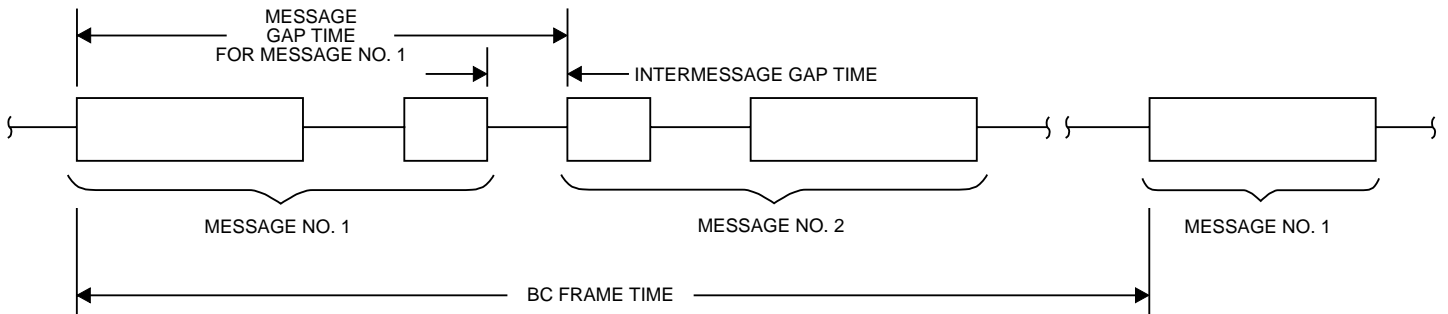 MESSAGE
GAP TIME
FOR MESSAGE NO. 1
INTERMESSAGE GAP TIME
MESSAGE NO. 1
MESSAGE NO. 2
MESSAGE NO. 1
BC FRAME TIME